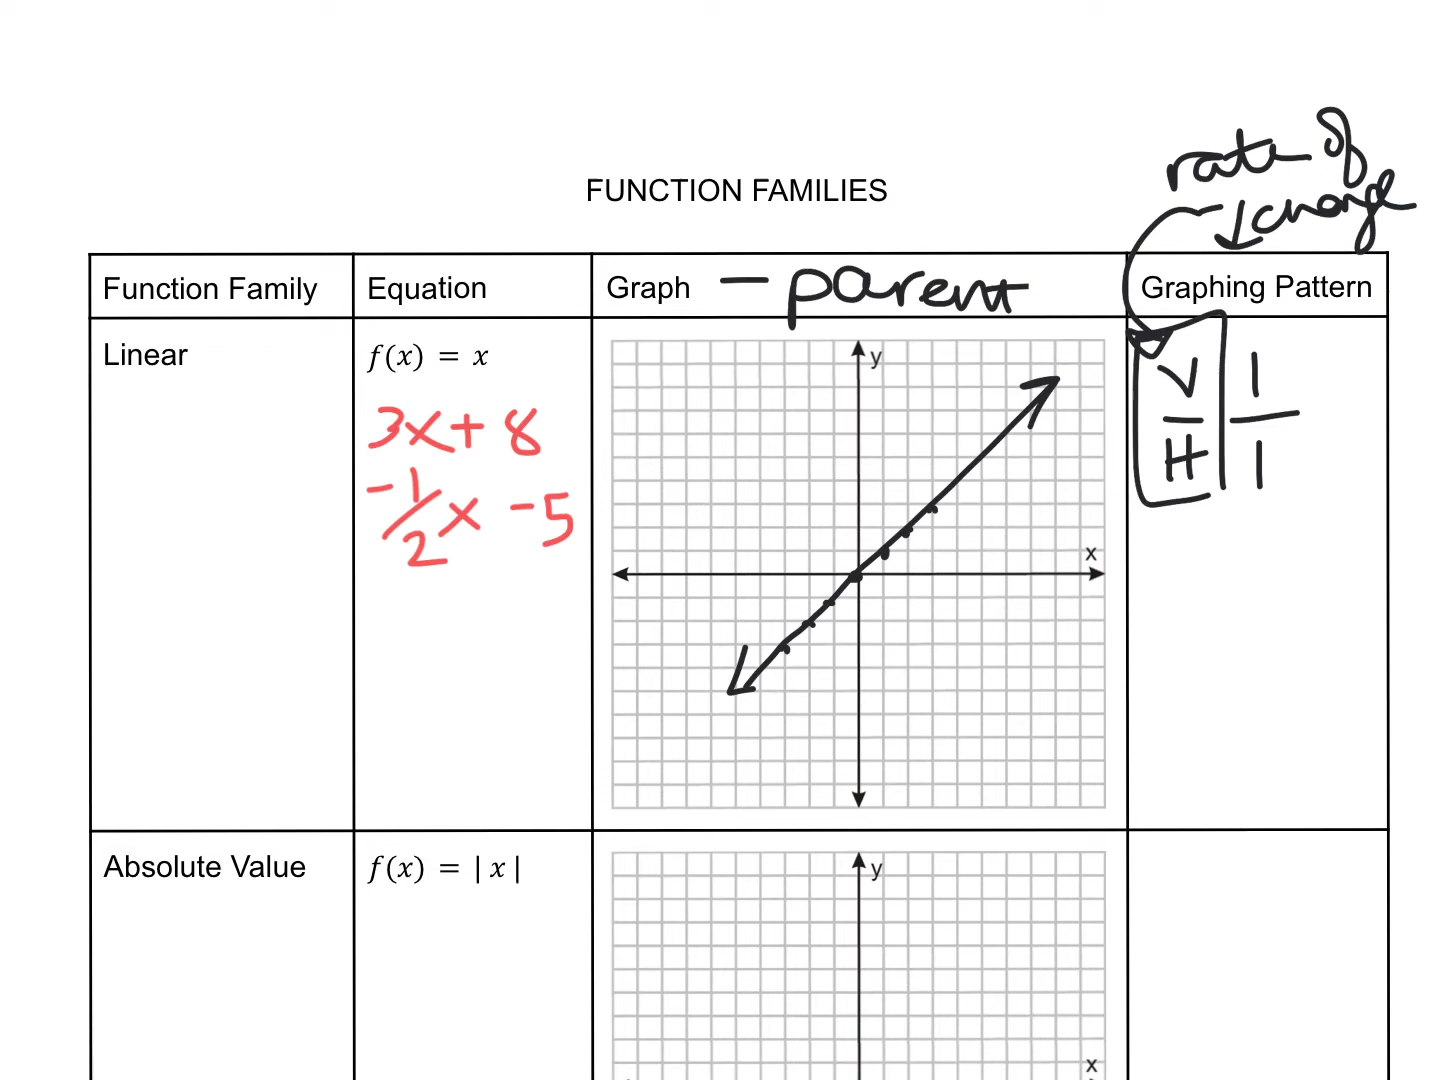 rate of
change
FUNCTION FAMILIES
Function Family
Equation
Graph - parent
Graphing Pattern
Linear
f(x) = x
3x + 8
-1/2 x - 5
y
x
V/H
1/1
Absolute Value
f(x) = | x |
y
x